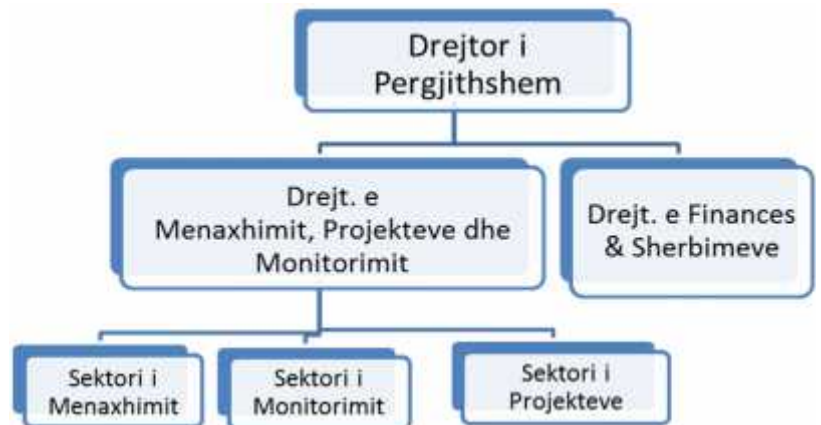 Drejtor i
Pergjithshem
Drejt. e
Menaxhimit, Projekteve dhe
Monitorimit
Drejt. e Finances
& Sherbimeve
Sektori i
Menaxhimit
Sektori i
Monitorimit
Sektori i
Projekteve